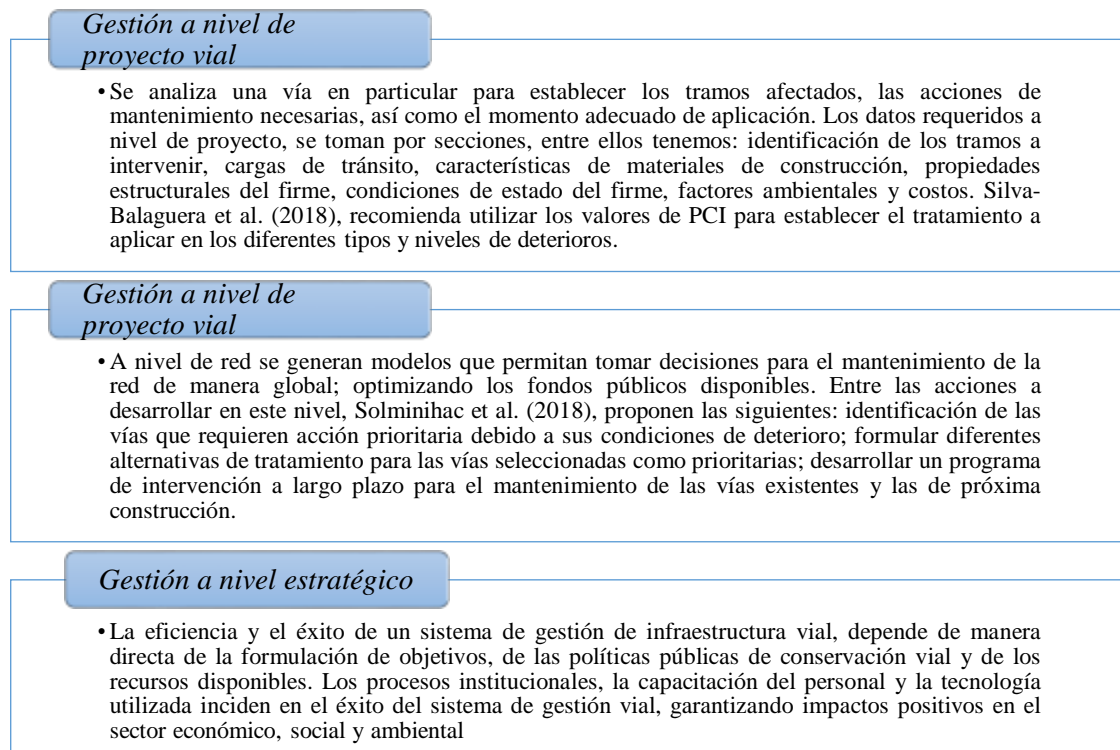 Gestión a nivel de
proyecto vial
•Se analiza una vía en particular para establecer los tramos afectados, las acciones de
mantenimiento necesarias, así como el momento adecuado de aplicación. Los datos requeridos a
nivel de proyecto, se toman por secciones, entre ellos tenemos: identificación de los tramos a
intervenir, cargas de tránsito, características de materiales de construcción, propiedades
estructurales del firme, condiciones de estado del firme, factores ambientales y costos. Silva-
Balaguera et al. (2018), recomienda utilizar los valores de PCI para establecer el tratamiento a
aplicar en los diferentes tipos y niveles de deterioros.
Gestión a nivel de
proyecto vial
•A nivel de red se generan modelos que permitan tomar decisiones para el mantenimiento de la
red de manera global; optimizando los fondos públicos disponibles. Entre las acciones a
desarrollar en este nivel, Solminihac et al. (2018), proponen las siguientes: identificación de las
vías que requieren acción prioritaria debido a sus condiciones de deterioro; formular diferentes
alternativas de tratamiento para las vías seleccionadas como prioritarias; desarrollar un programa
de intervención a largo plazo para el mantenimiento de las vías existentes y las de próxima
construcción.
Gestión a nivel estratégico
•La eficiencia y el éxito de un sistema de gestión de infraestructura vial, depende de manera
directa de la formulación de objetivos, de las políticas públicas de conservación vial y de los
recursos disponibles. Los procesos institucionales, la capacitación del personal y la tecnología
utilizada inciden en el éxito del sistema de gestión vial, garantizando impactos positivos en el
sector económico, social y ambiental